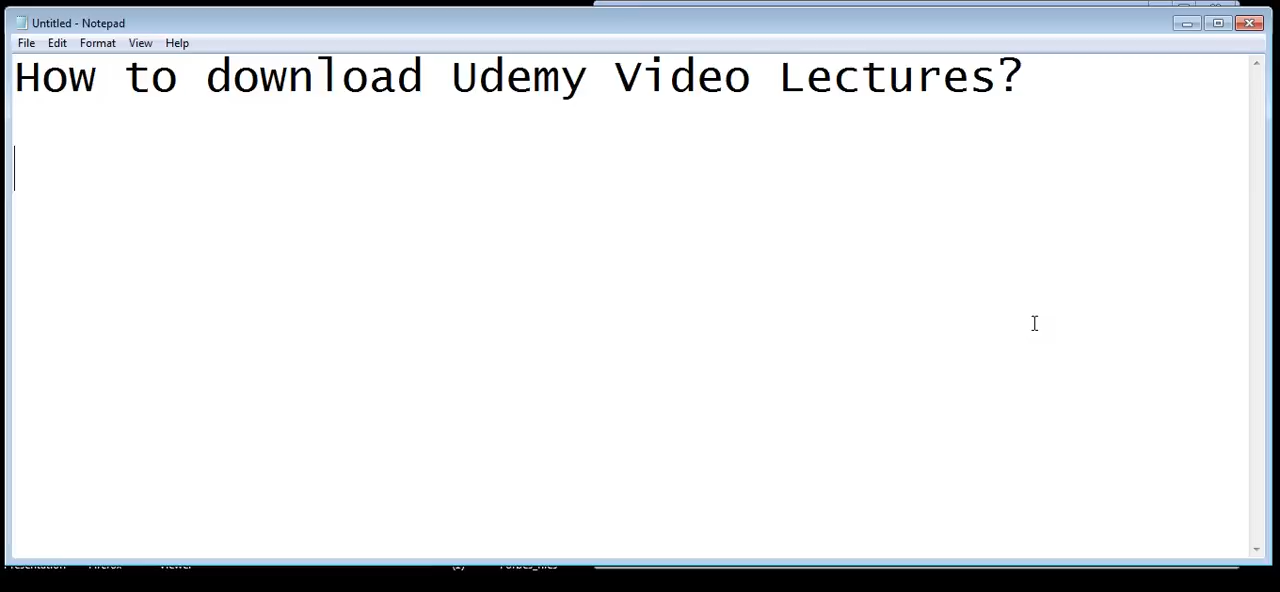 Untitled - Notepad
File Edit Format View Help
How to download Udemy Video Lectures?